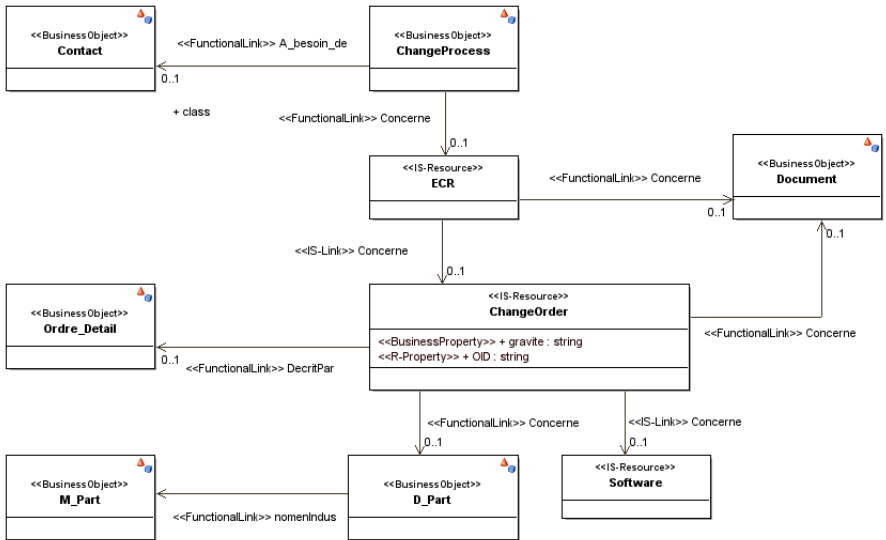 <<BusinessObject>>
Contact
<<FunctionalLink>> A_besoin_de
0..1
<<BusinessObject>>
ChangeProcess
+ class
<<FunctionalLink>> Concerne
0..1
<<IS-Resource>>
ECR
<<FunctionalLink>> Concerne
0..1
<<BusinessObject>>
Document
0..1
<<IS-Link>> Concerne
0..1
<<BusinessObject>>
Ordre_Detail
0..1
<<FunctionalLink>> DecritPar
<<IS-Resource>>
ChangeOrder
<<BusinessProperty>> + gravite : string
<<R-Property>> + OID : string
<<FunctionalLink>> Concerne
<<FunctionalLink>> Concerne
0..1
<<IS-Link>> Concerne
0..1
<<BusinessObject>>
M_Part
<<FunctionalLink>> nomenIndus
<<BusinessObject>>
D_Part
<<IS-Resource>>
Software